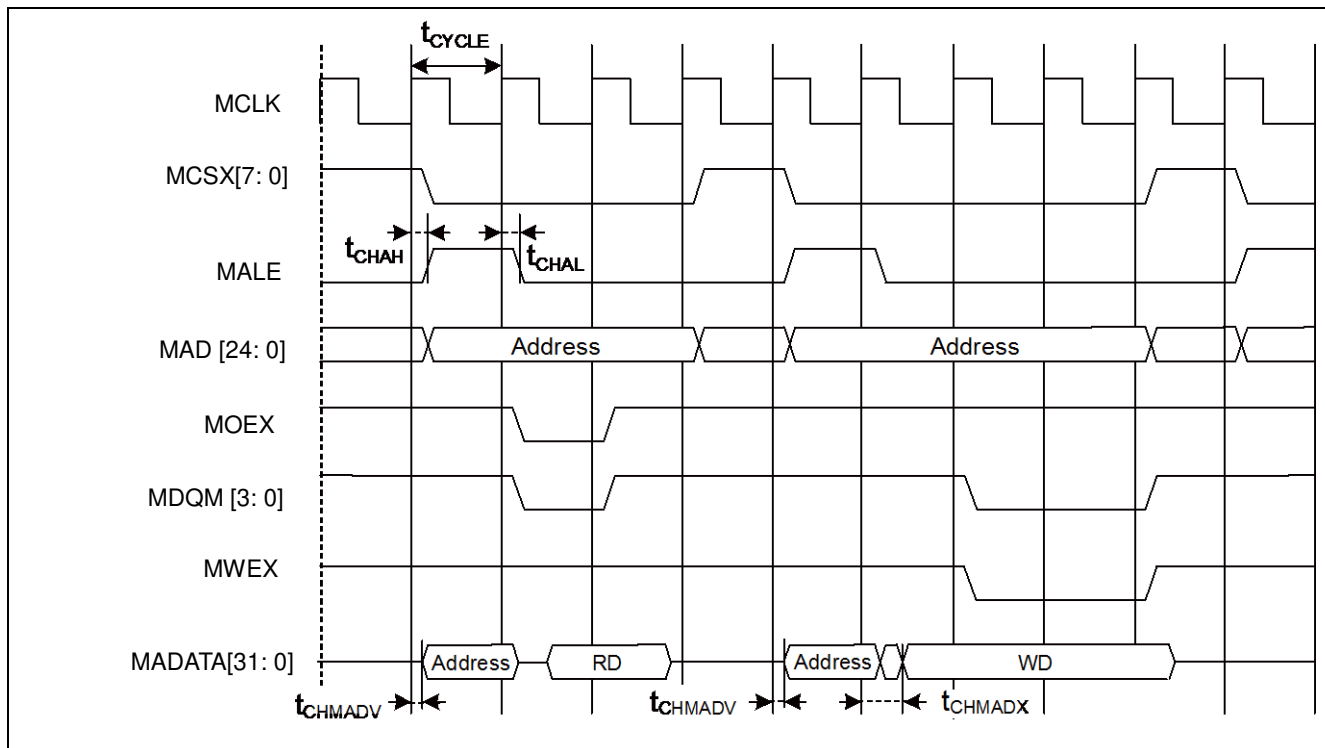 tCYCLE
MCLK
MCSX[7: 0]
tCHAH
tCHAL
MALE
MAD [24: 0]
Address
Address
MOEX
MDQM [3: 0]
MWEX
MADATA[31: 0]
Address
RD
Address
WD
tCHMADV
tCHMADV
tCHMADX